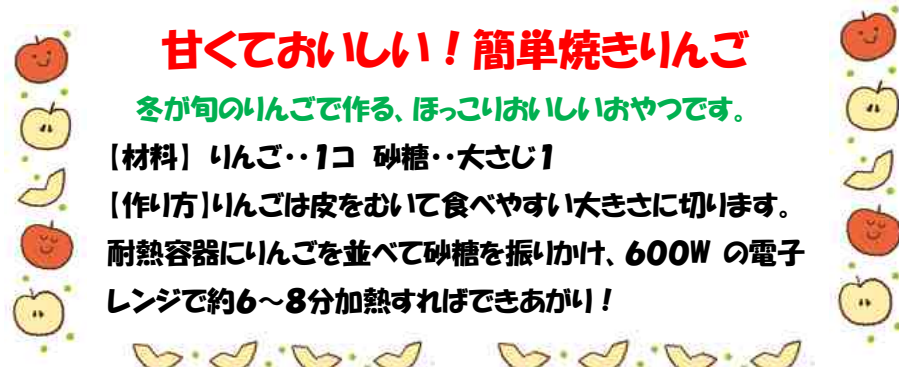 甘くておいしい！簡単焼きりんご
冬が旬のりんごで作る、ほっこりおいしいおやつです。
【材料】 りんご・・1コ 砂糖・・大さじ1
【作り方】りんごは皮をむいて食べやすい大きさに切ります。
耐熱容器にりんごを並べて砂糖を振りかけ、600W の電子
レンジで約6～8分加熱すればできあがり！